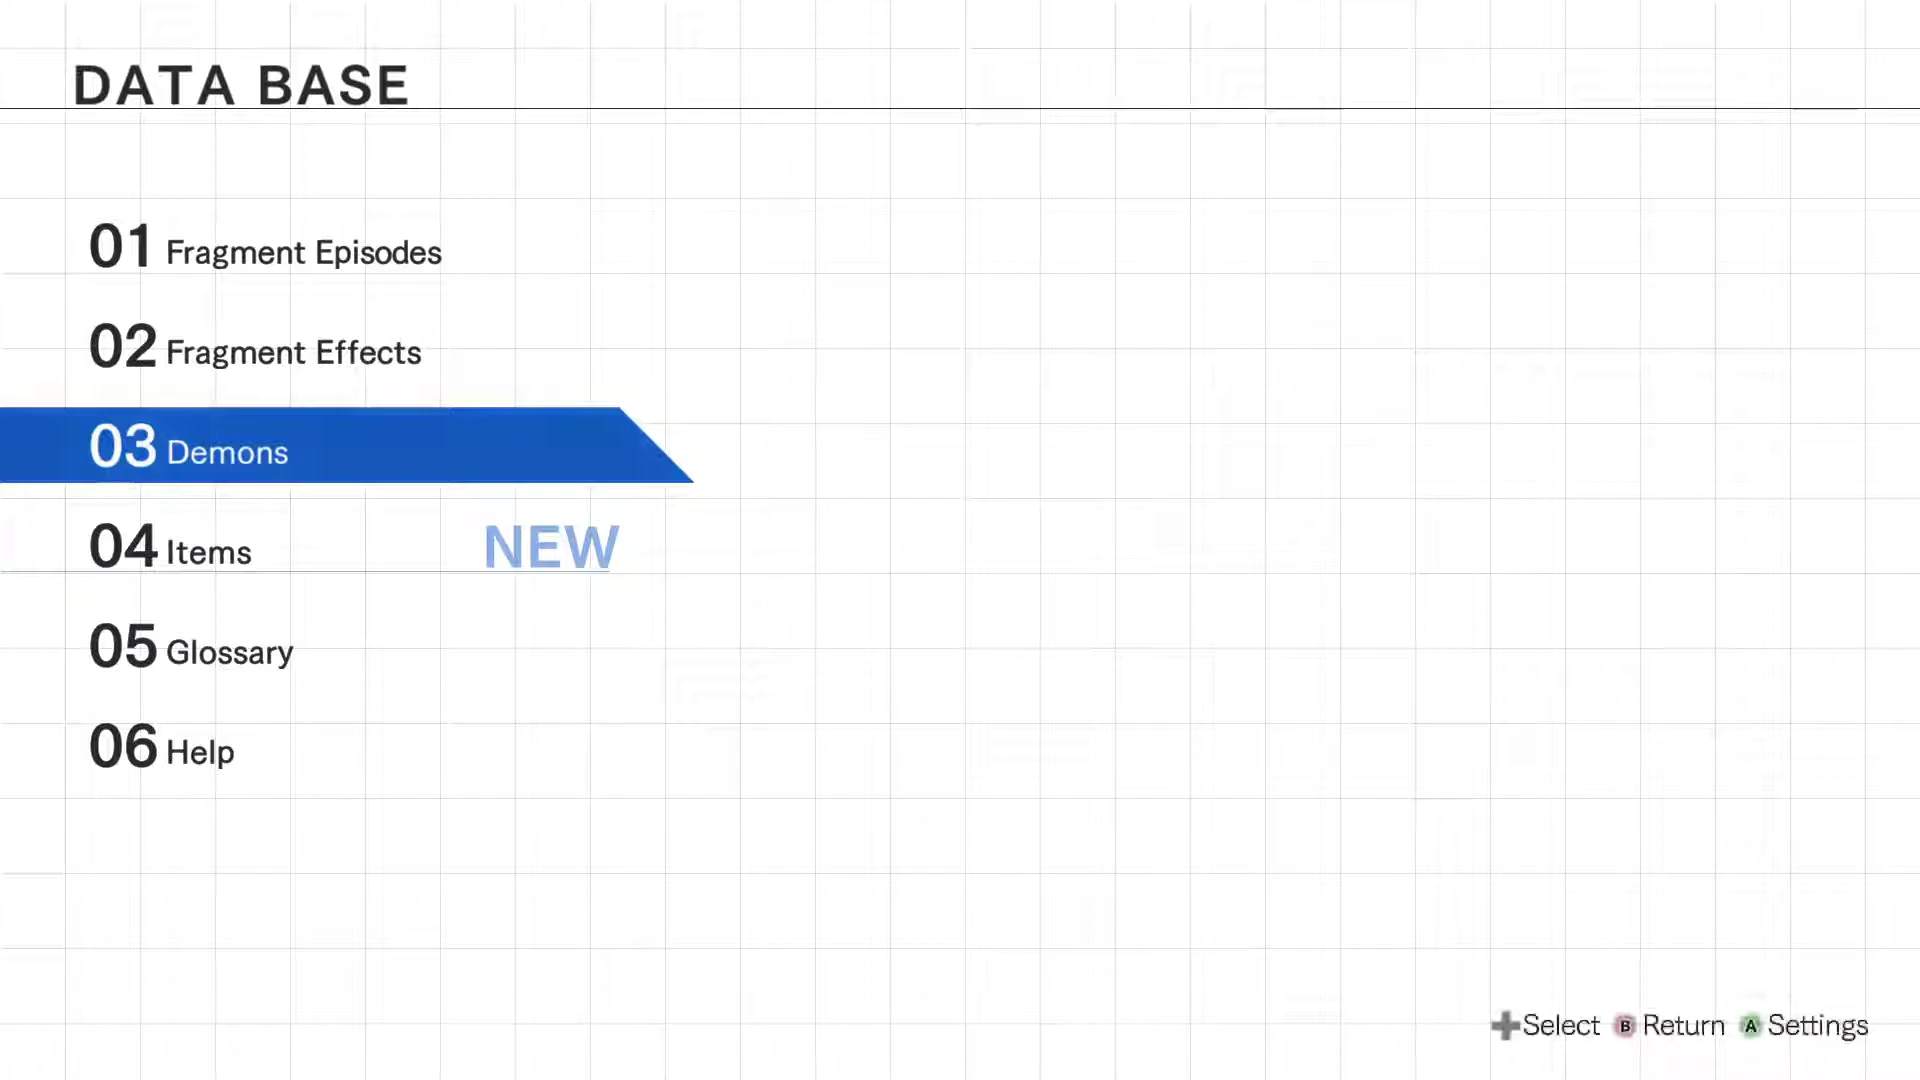 DATA BASE
01 Fragment Episodes
02 Fragment Effects
03 Demons
04 Items NEW
05 Glossary
06 Help
Select B Return A Settings